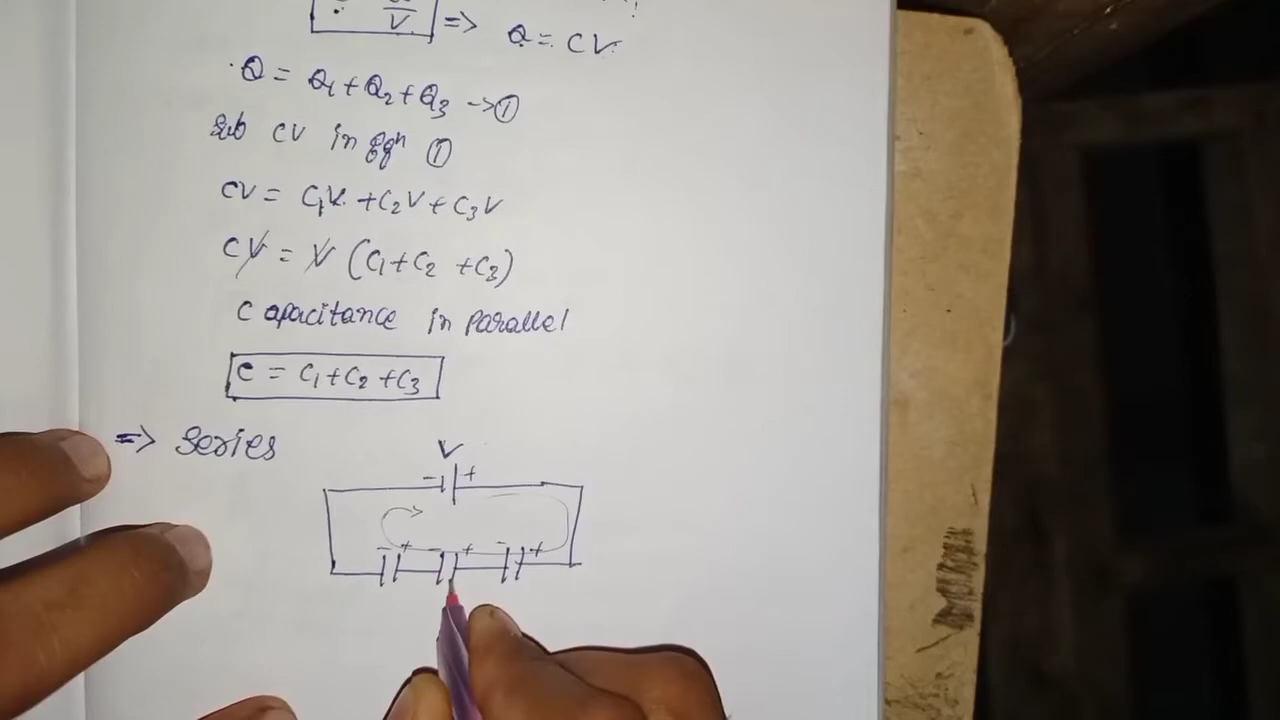 V => Q = CV
Q = Q₁ + Q₂ + Q₃ -> ①
Sub CV in Eqn ①
CV = C₁V + C₂V + C₃V
CV = V (C₁ + C₂ + C₃)
Capacitance in parallel
C = C₁ + C₂ + C₃
=> Series
V
- +
- + - + - +